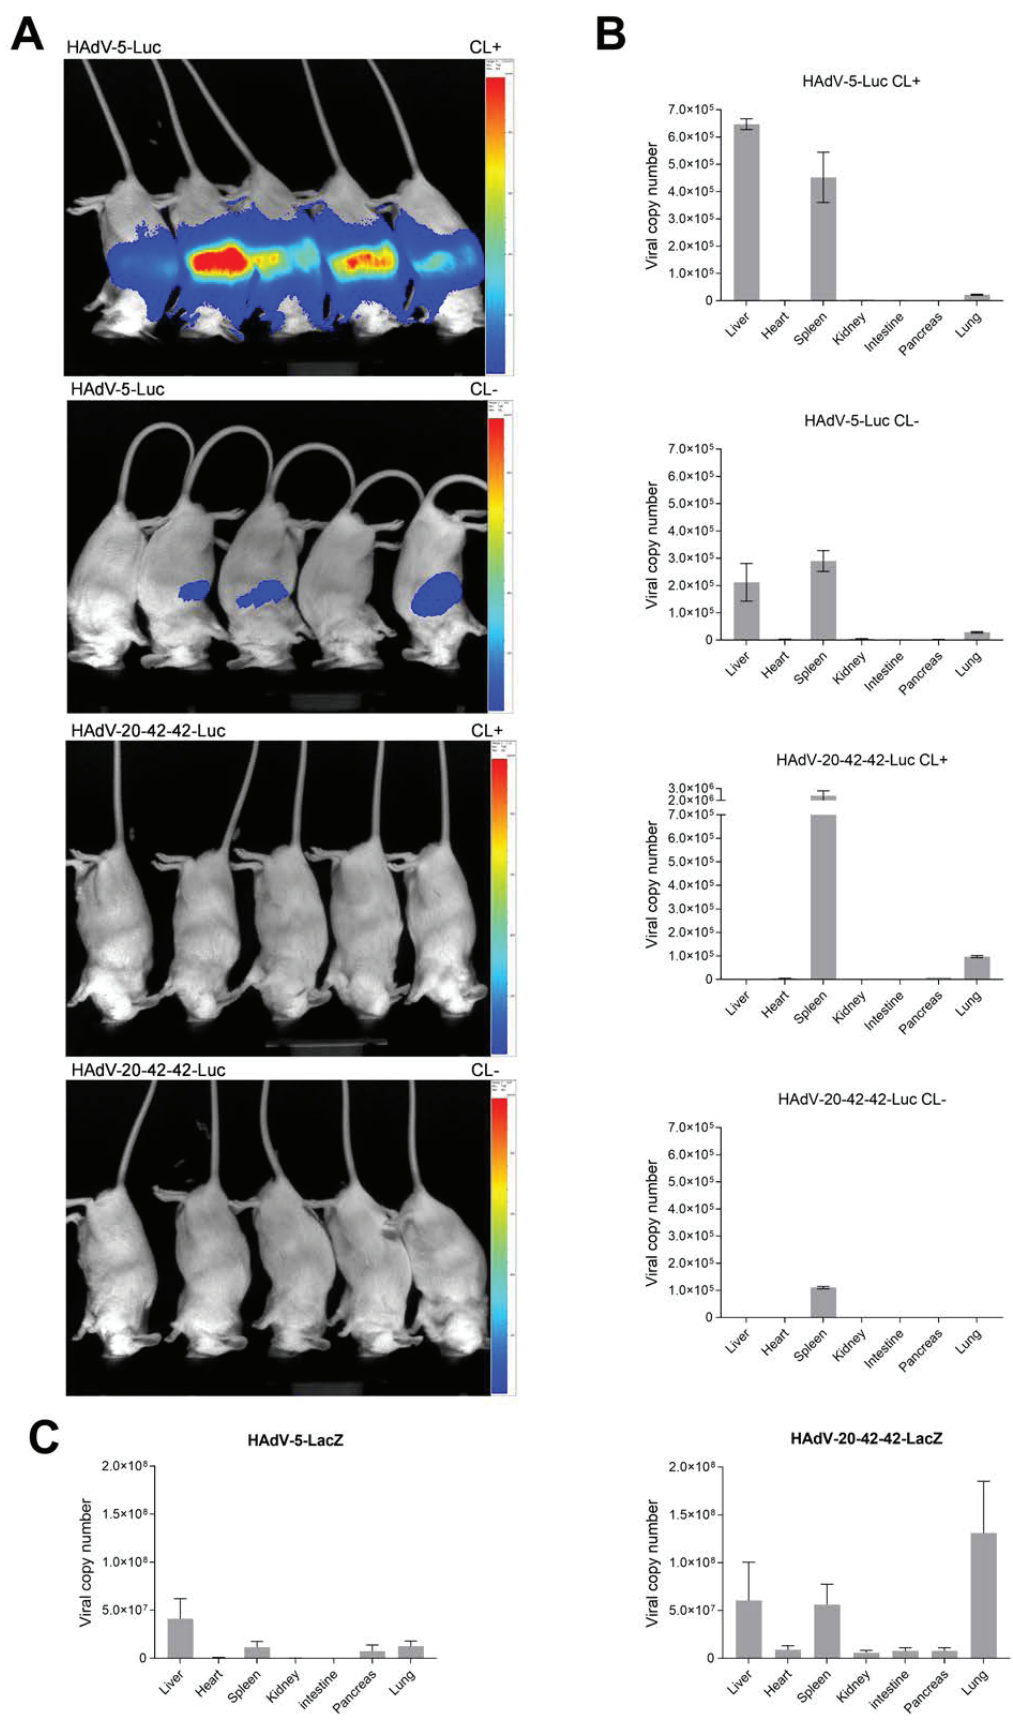 A
HAdV-5-Luc CL+
HAdV-5-Luc CL-
HAdV-20-42-42-Luc CL+
HAdV-20-42-42-Luc CL-
B
HAdV-5-Luc CL+
Viral copy number
7.0×10⁵
6.0×10⁵
5.0×10⁵
4.0×10⁵
3.0×10⁵
2.0×10⁵
1.0×10⁵
0
Liver Heart Spleen Kidney Intestine Pancreas Lung
HAdV-5-Luc CL-
Viral copy number
7.0×10⁵
6.0×10⁵
5.0×10⁵
4.0×10⁵
3.0×10⁵
2.0×10⁵
1.0×10⁵
0
Liver Heart Spleen Kidney Intestine Pancreas Lung
HAdV-20-42-42-Luc CL+
Viral copy number
3.0×10⁶
2.0×10⁶
7.0×10⁵
6.0×10⁵
5.0×10⁵
4.0×10⁵
3.0×10⁵
2.0×10⁵
1.0×10⁵
0
Liver Heart Spleen Kidney Intestine Pancreas Lung
HAdV-20-42-42-Luc CL-
Viral copy number
7.0×10⁵
6.0×10⁵
5.0×10⁵
4.0×10⁵
3.0×10⁵
2.0×10⁵
1.0×10⁵
0
Liver Heart Spleen Kidney Intestine Pancreas Lung
C
HAdV-5-LacZ
Viral copy number
2.0×10⁸
1.5×10⁸
1.0×10⁸
5.0×10⁷
0
Liver Heart Spleen Kidney intestine Pancreas Lung
HAdV-20-42-42-LacZ
Viral copy number
2.0×10⁸
1.5×10⁸
1.0×10⁸
5.0×10⁷
0
Liver Heart Spleen Kidney intestine Pancreas Lung